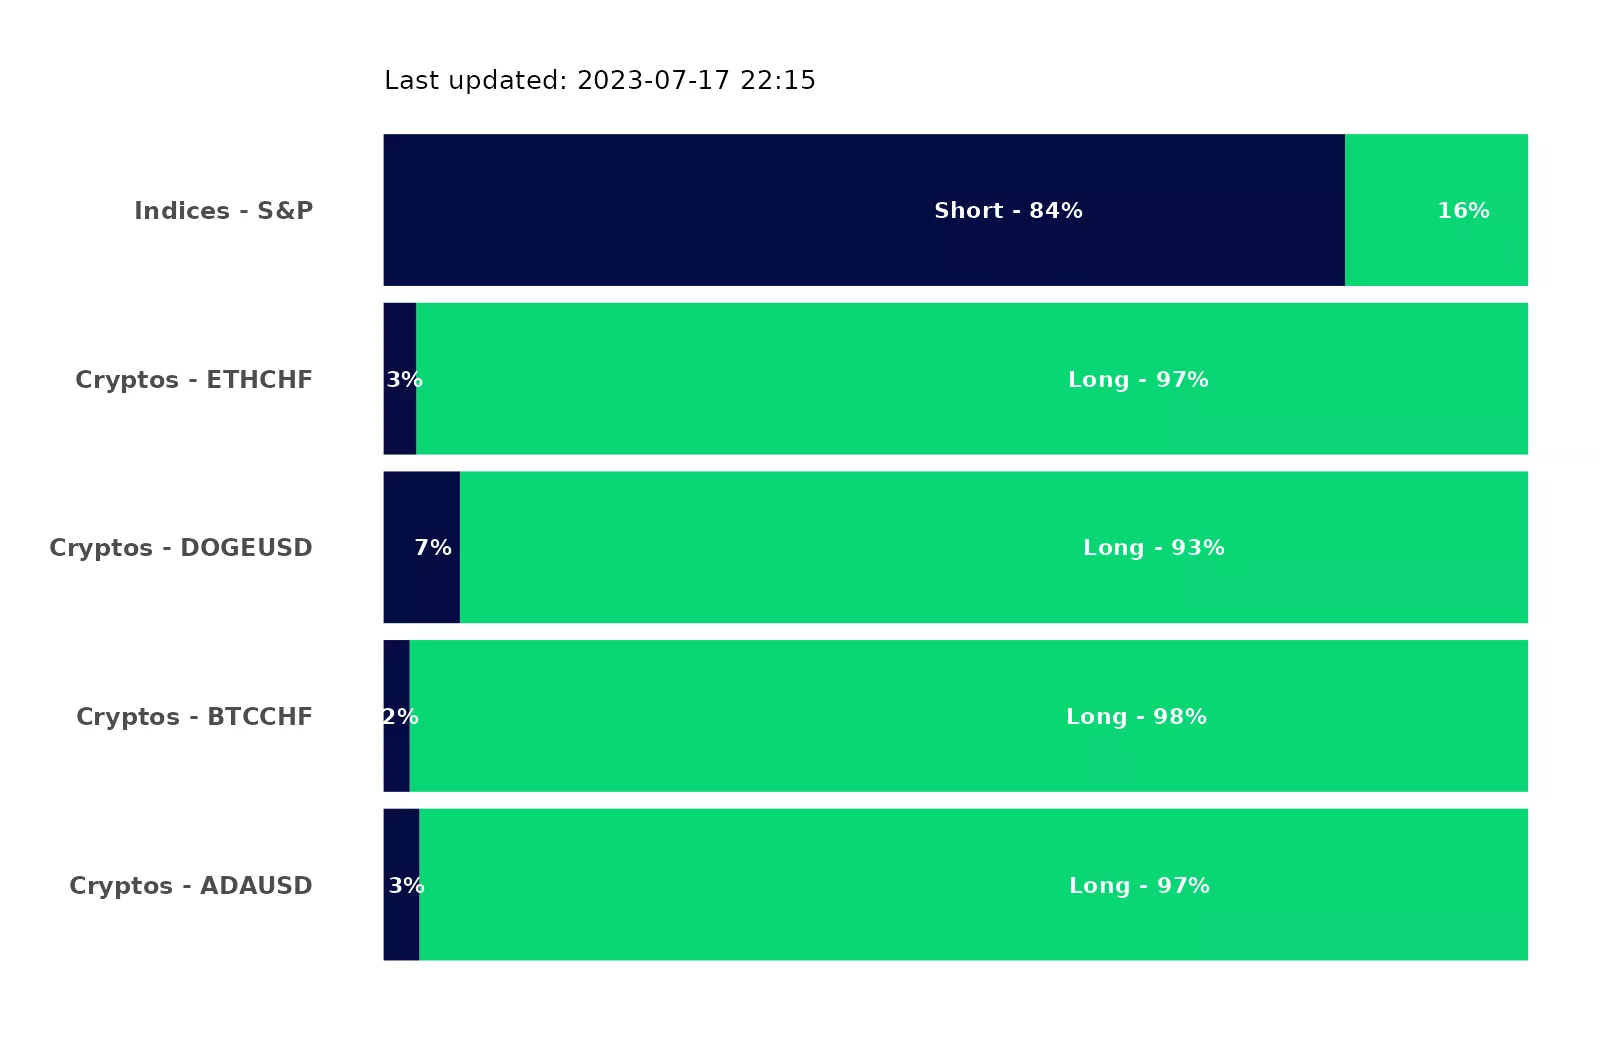 Last updated: 2023-07-17 22:15
Indices - S&P Short - 84% 16%
Cryptos - ETHCHF 3% Long - 97%
Cryptos - DOGEUSD 7% Long - 93%
Cryptos - BTCCHF 2% Long - 98%
Cryptos - ADAUSD 3% Long - 97%